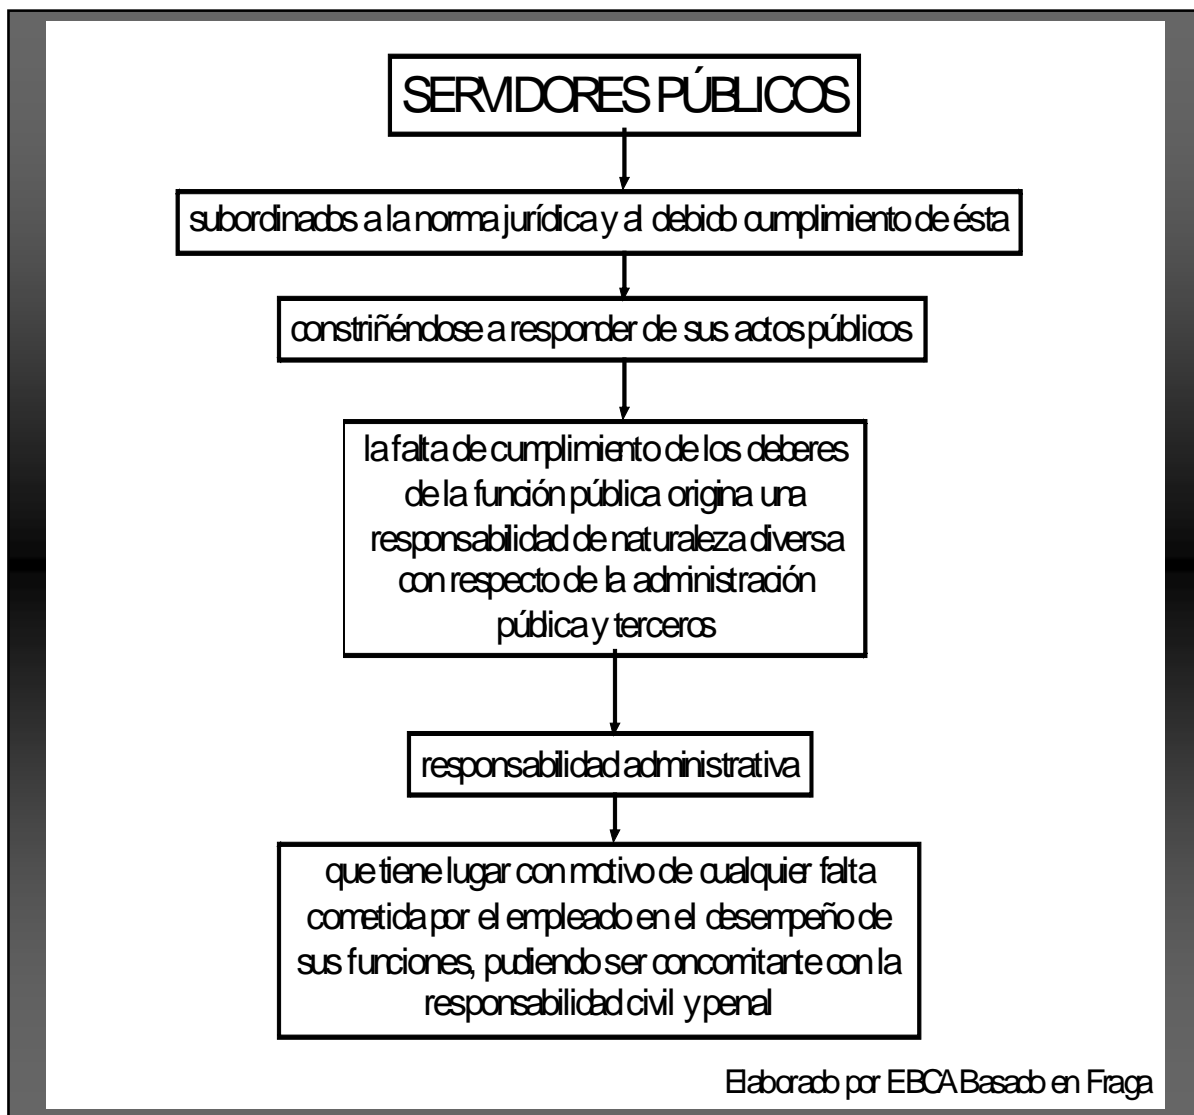 SERVIDORES PÚBLICOS
subordinados a la norma jurídica y al debido cumplimiento de ésta
constriñéndose a responder de sus actos públicos
la falta de cumplimiento de los deberes
de la función pública origina una
responsabilidad de naturaleza diversa
con respecto de la administración
pública y terceros
responsabilidad administrativa
que tiene lugar con motivo de cualquier falta
cometida por el empleado en el desempeño de
sus funciones, pudiendo ser concomitante con la
responsabilidad civil y penal
Elaborado por EBCA Basado en Fraga